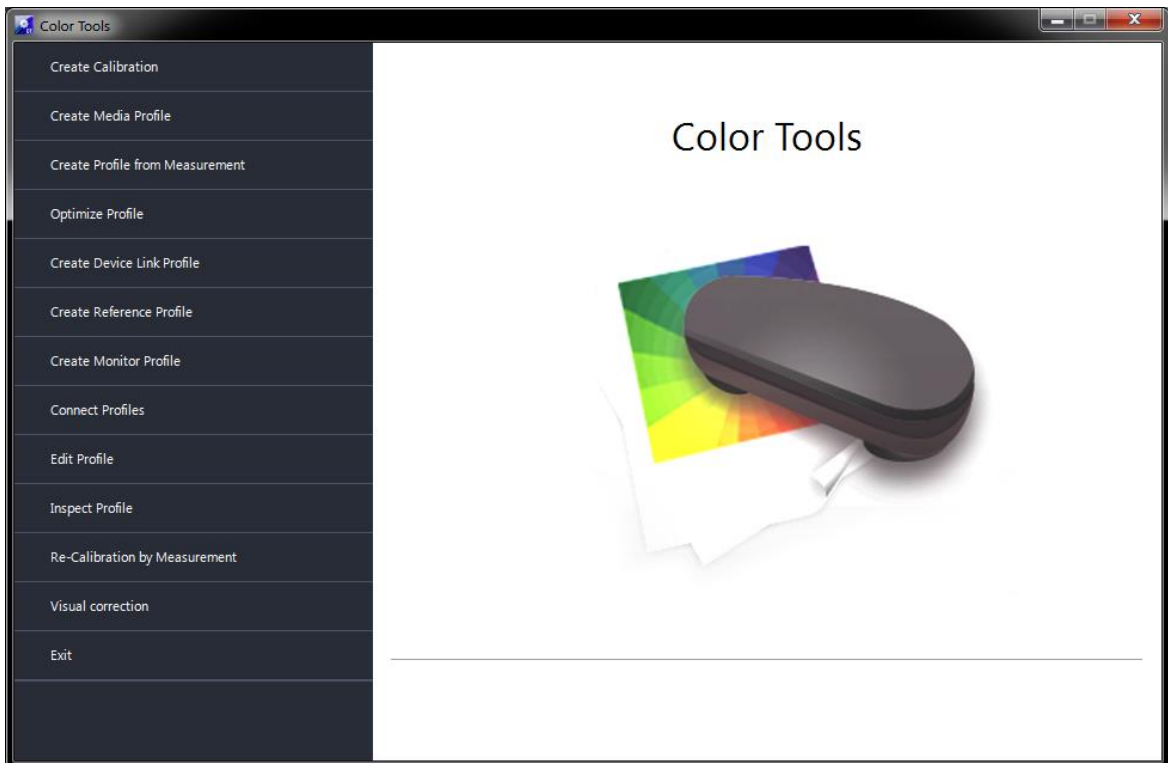 Color Tools
Create Calibration
Create Media Profile
Create Profile from Measurement
Optimize Profile
Create Device Link Profile
Create Reference Profile
Create Monitor Profile
Connect Profiles
Edit Profile
Inspect Profile
Re-Calibration by Measurement
Visual correction
Exit
Color Tools